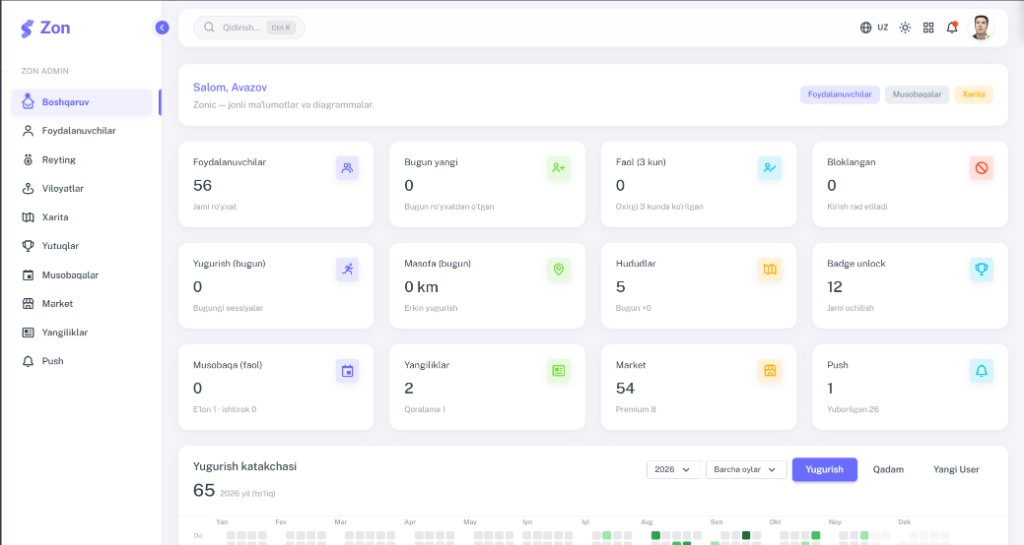 Zon
Qidirish... Ctrl K
UZ
ZON ADMIN
Boshqaruv
Foydalanuvchilar
Reyting
Viloyatlar
Xarita
Yutuqlar
Musobaqalar
Market
Yangiliklar
Push
Salom, Avazov
Zonic — jonli ma'lumotlar va diagrammalar.
Foydalanuvchilar Musobaqalar Xarita
Foydalanuvchilar
56
Jami ro'yxat
Bugun yangi
0
Bugun ro'yxatdan o'tgan
Faol (3 kun)
0
Oxirgi 3 kunda ko'rilgan
Bloklangan
0
Kirish rad etiladi
Yugurish (bugun)
0
Bugungi sessiyalar
Masofa (bugun)
0 km
Erkin yugurish
Hududlar
5
Bugun +0
Badge unlock
12
Jami ochilish
Musobaqa (faol)
0
E'lon 1 · ishtirok 0
Yangiliklar
2
Qoralama 1
Market
54
Premium 8
Push
1
Yuborilgan 26
Yugurish katakchasi
65 2026 yil (to'liq)
2026 Barcha oylar Yugurish Qadam Yangi User
Yan Fev Mar Apr May Iyn Iyl Avg Sen Okt Noy Dek
Du